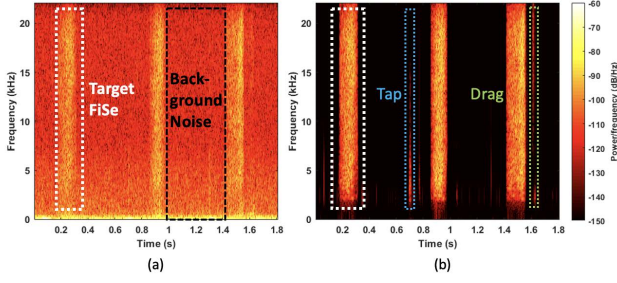 20
15
10
5
0
Frequency (kHz)
0.2 0.4 0.6 0.8 1 1.2 1.4 1.6 1.8
Time (s)
Target
FiSe
Back-
ground
Noise
(a)
20
15
10
5
0
Frequency (kHz)
0.2 0.4 0.6 0.8 1 1.2 1.4 1.6 1.8
Time (s)
Tap
Drag
(b)
-60
-70
-80
-90
-100
-110
-120
-130
-140
-150
Power/frequency (dB/Hz)